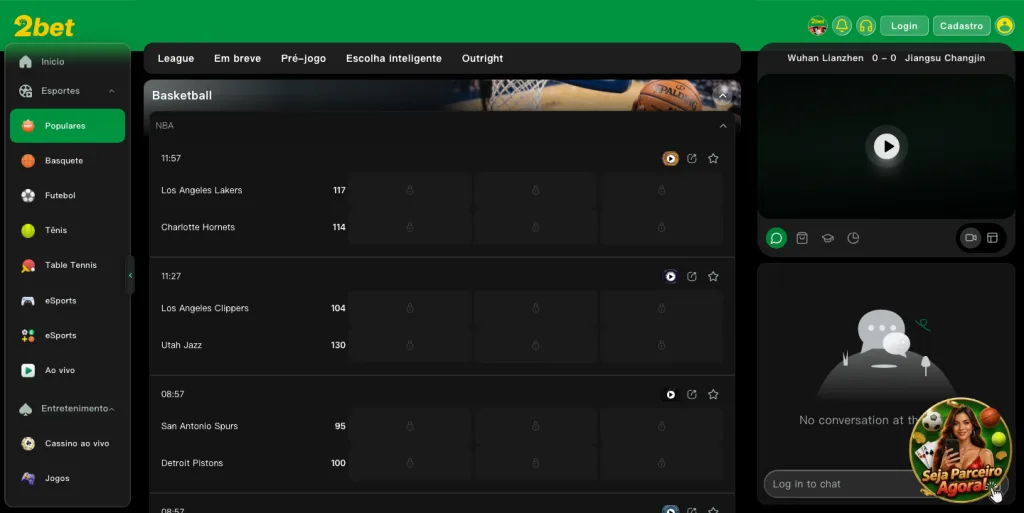 2bet
Login
Cadastro
Início
Esportes
Populares
Basquete
Futebol
Tênis
Table Tennis
eSports
eSports
Ao vivo
Entretenimento
Cassino ao vivo
Jogos
League Em breve Pré-jogo Escolha inteligente Outright
Basketball
NBA
11:57
Los Angeles Lakers 117
Charlotte Hornets 114
11:27
Los Angeles Clippers 104
Utah Jazz 130
08:57
San Antonio Spurs 95
Detroit Pistons 100
08:57
Wuhan Lianzhen 0 - 0 Jiangsu Changjin
No conversation at th
Seja Parceiro
Agora!
Log in to chat